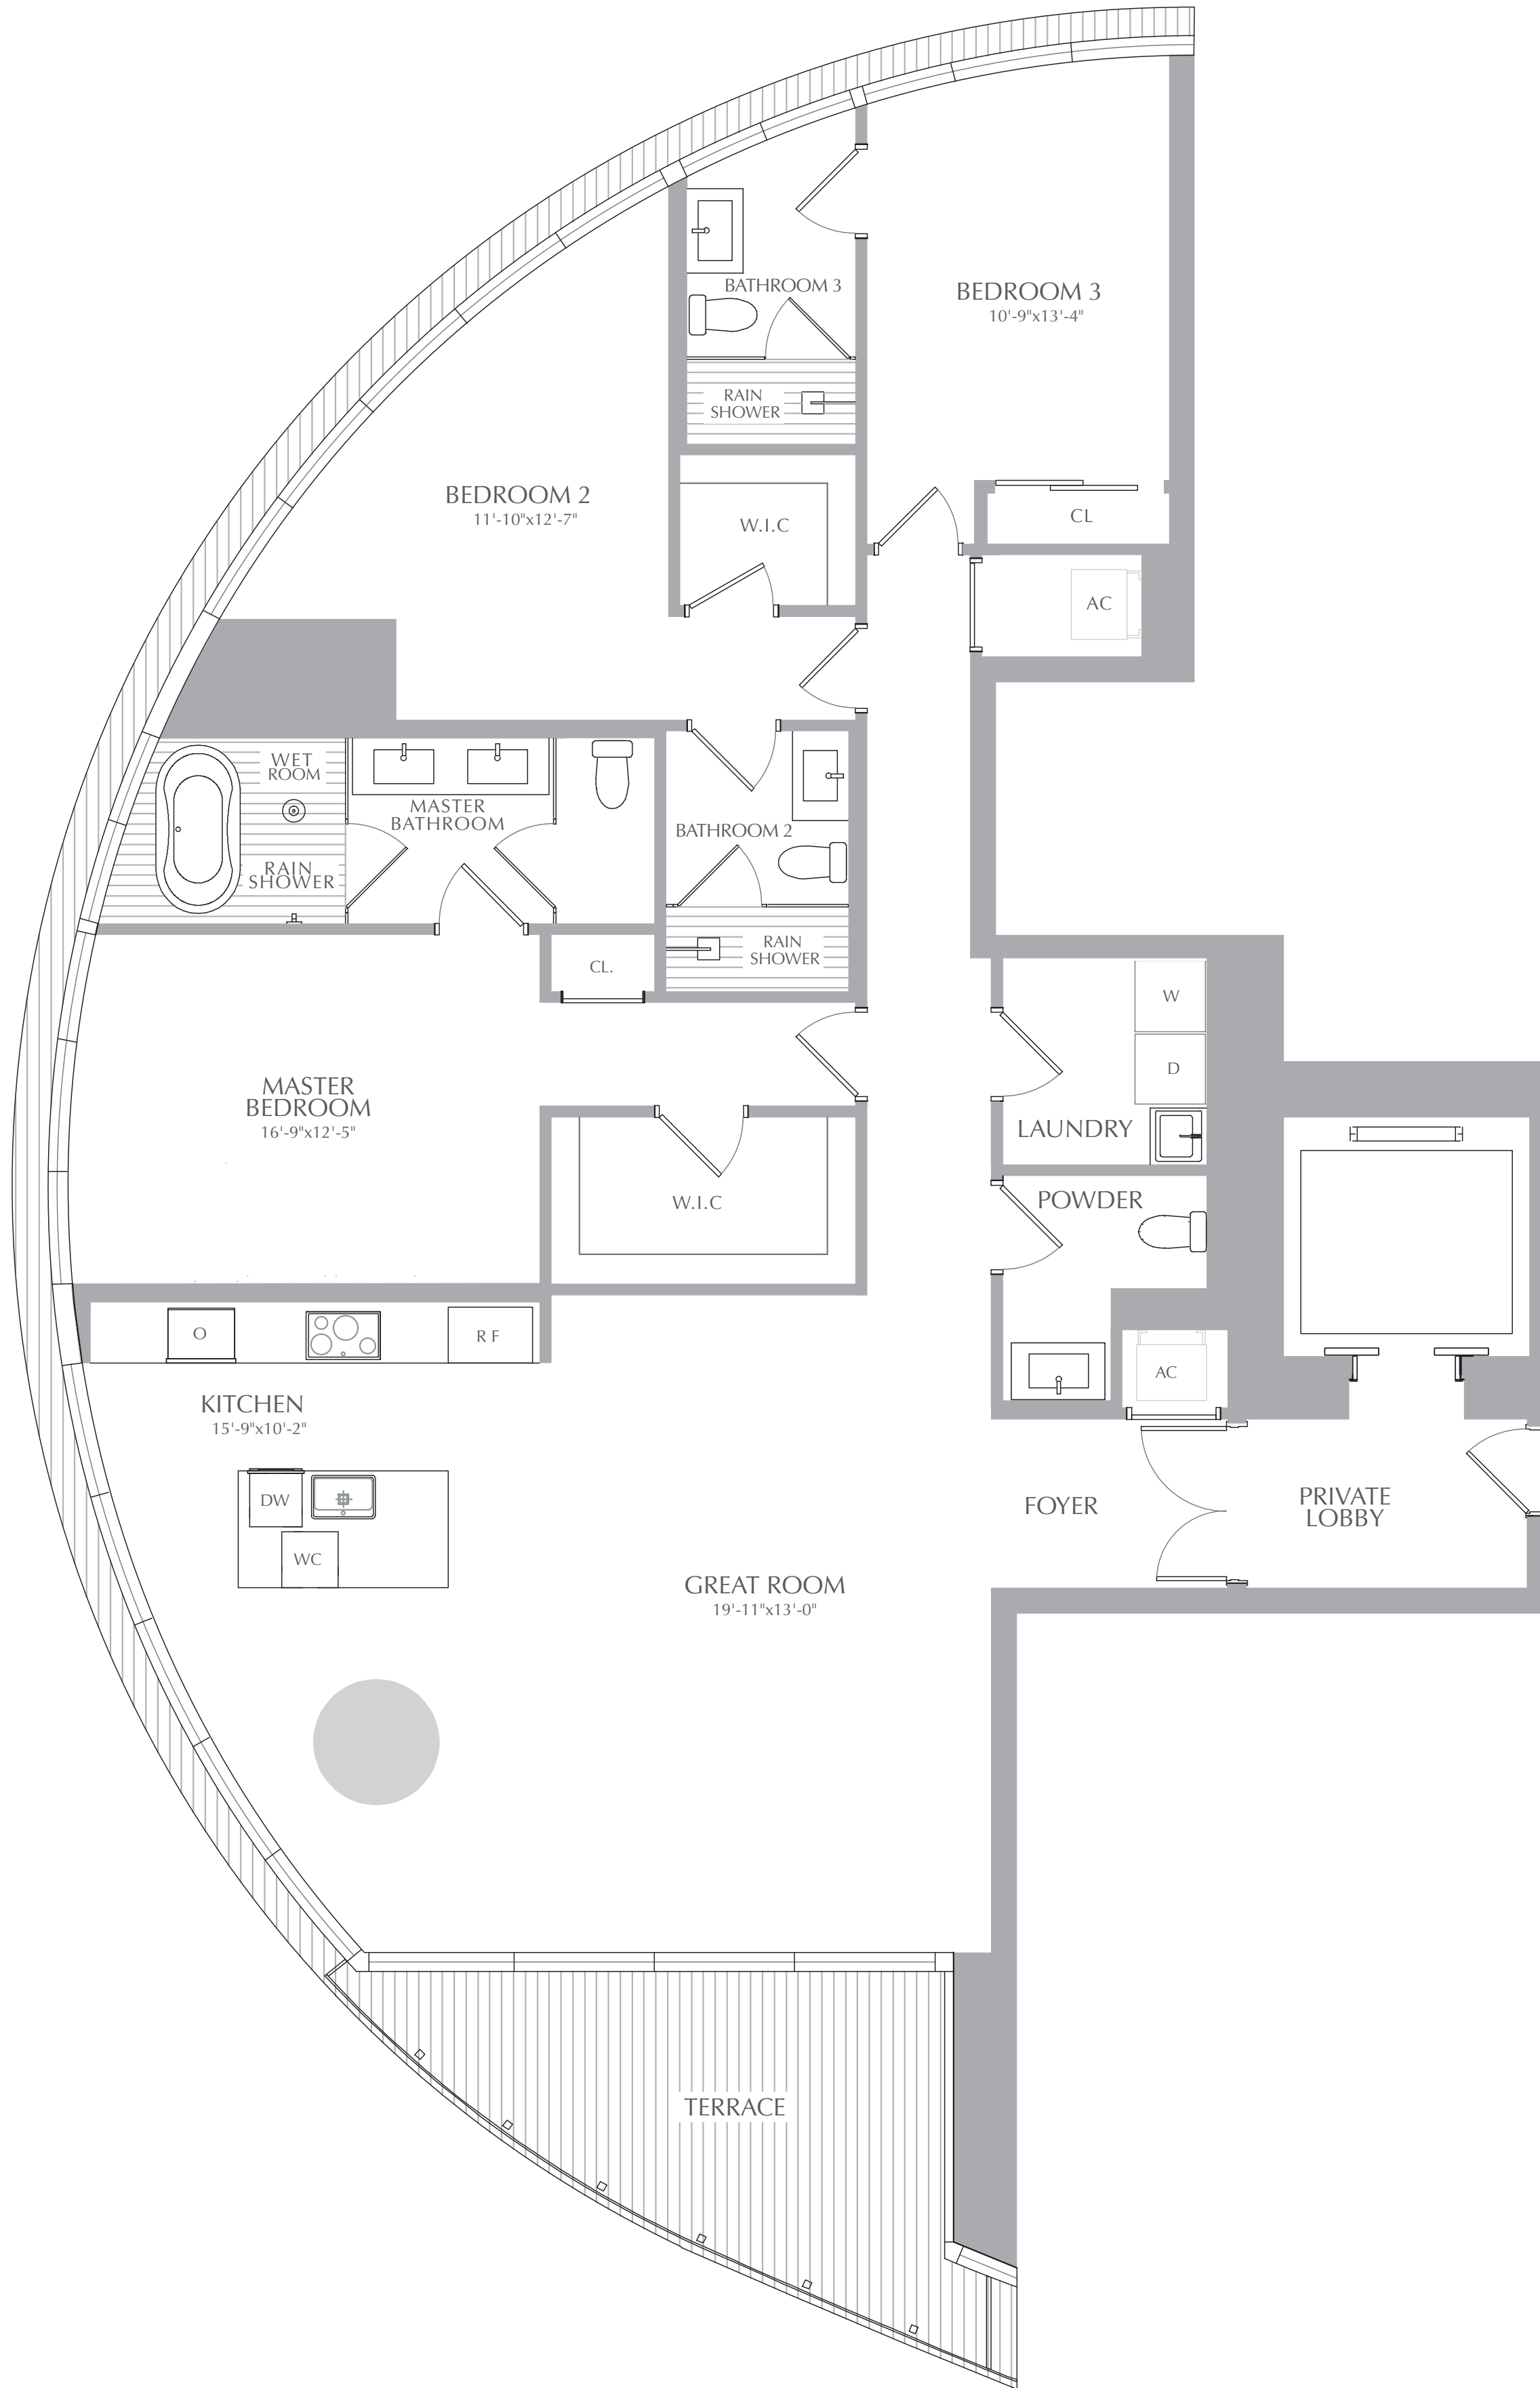 BATHROOM 3
BEDROOM 3
10'-9"x13'-4"
RAIN
SHOWER
BEDROOM 2
11'-10"x12'-7"
W.I.C
CL
AC
WET
ROOM
MASTER
BATHROOM
BATHROOM 2
RAIN
SHOWER
RAIN
SHOWER
CL.
W
D
MASTER
BEDROOM
16'-9"x12'-5"
LAUNDRY
W.I.C
POWDER
O
R F
AC
KITCHEN
15'-9"x10'-2"
DW
WC
FOYER
PRIVATE
LOBBY
GREAT ROOM
19'-11"x13'-0"
TERRACE